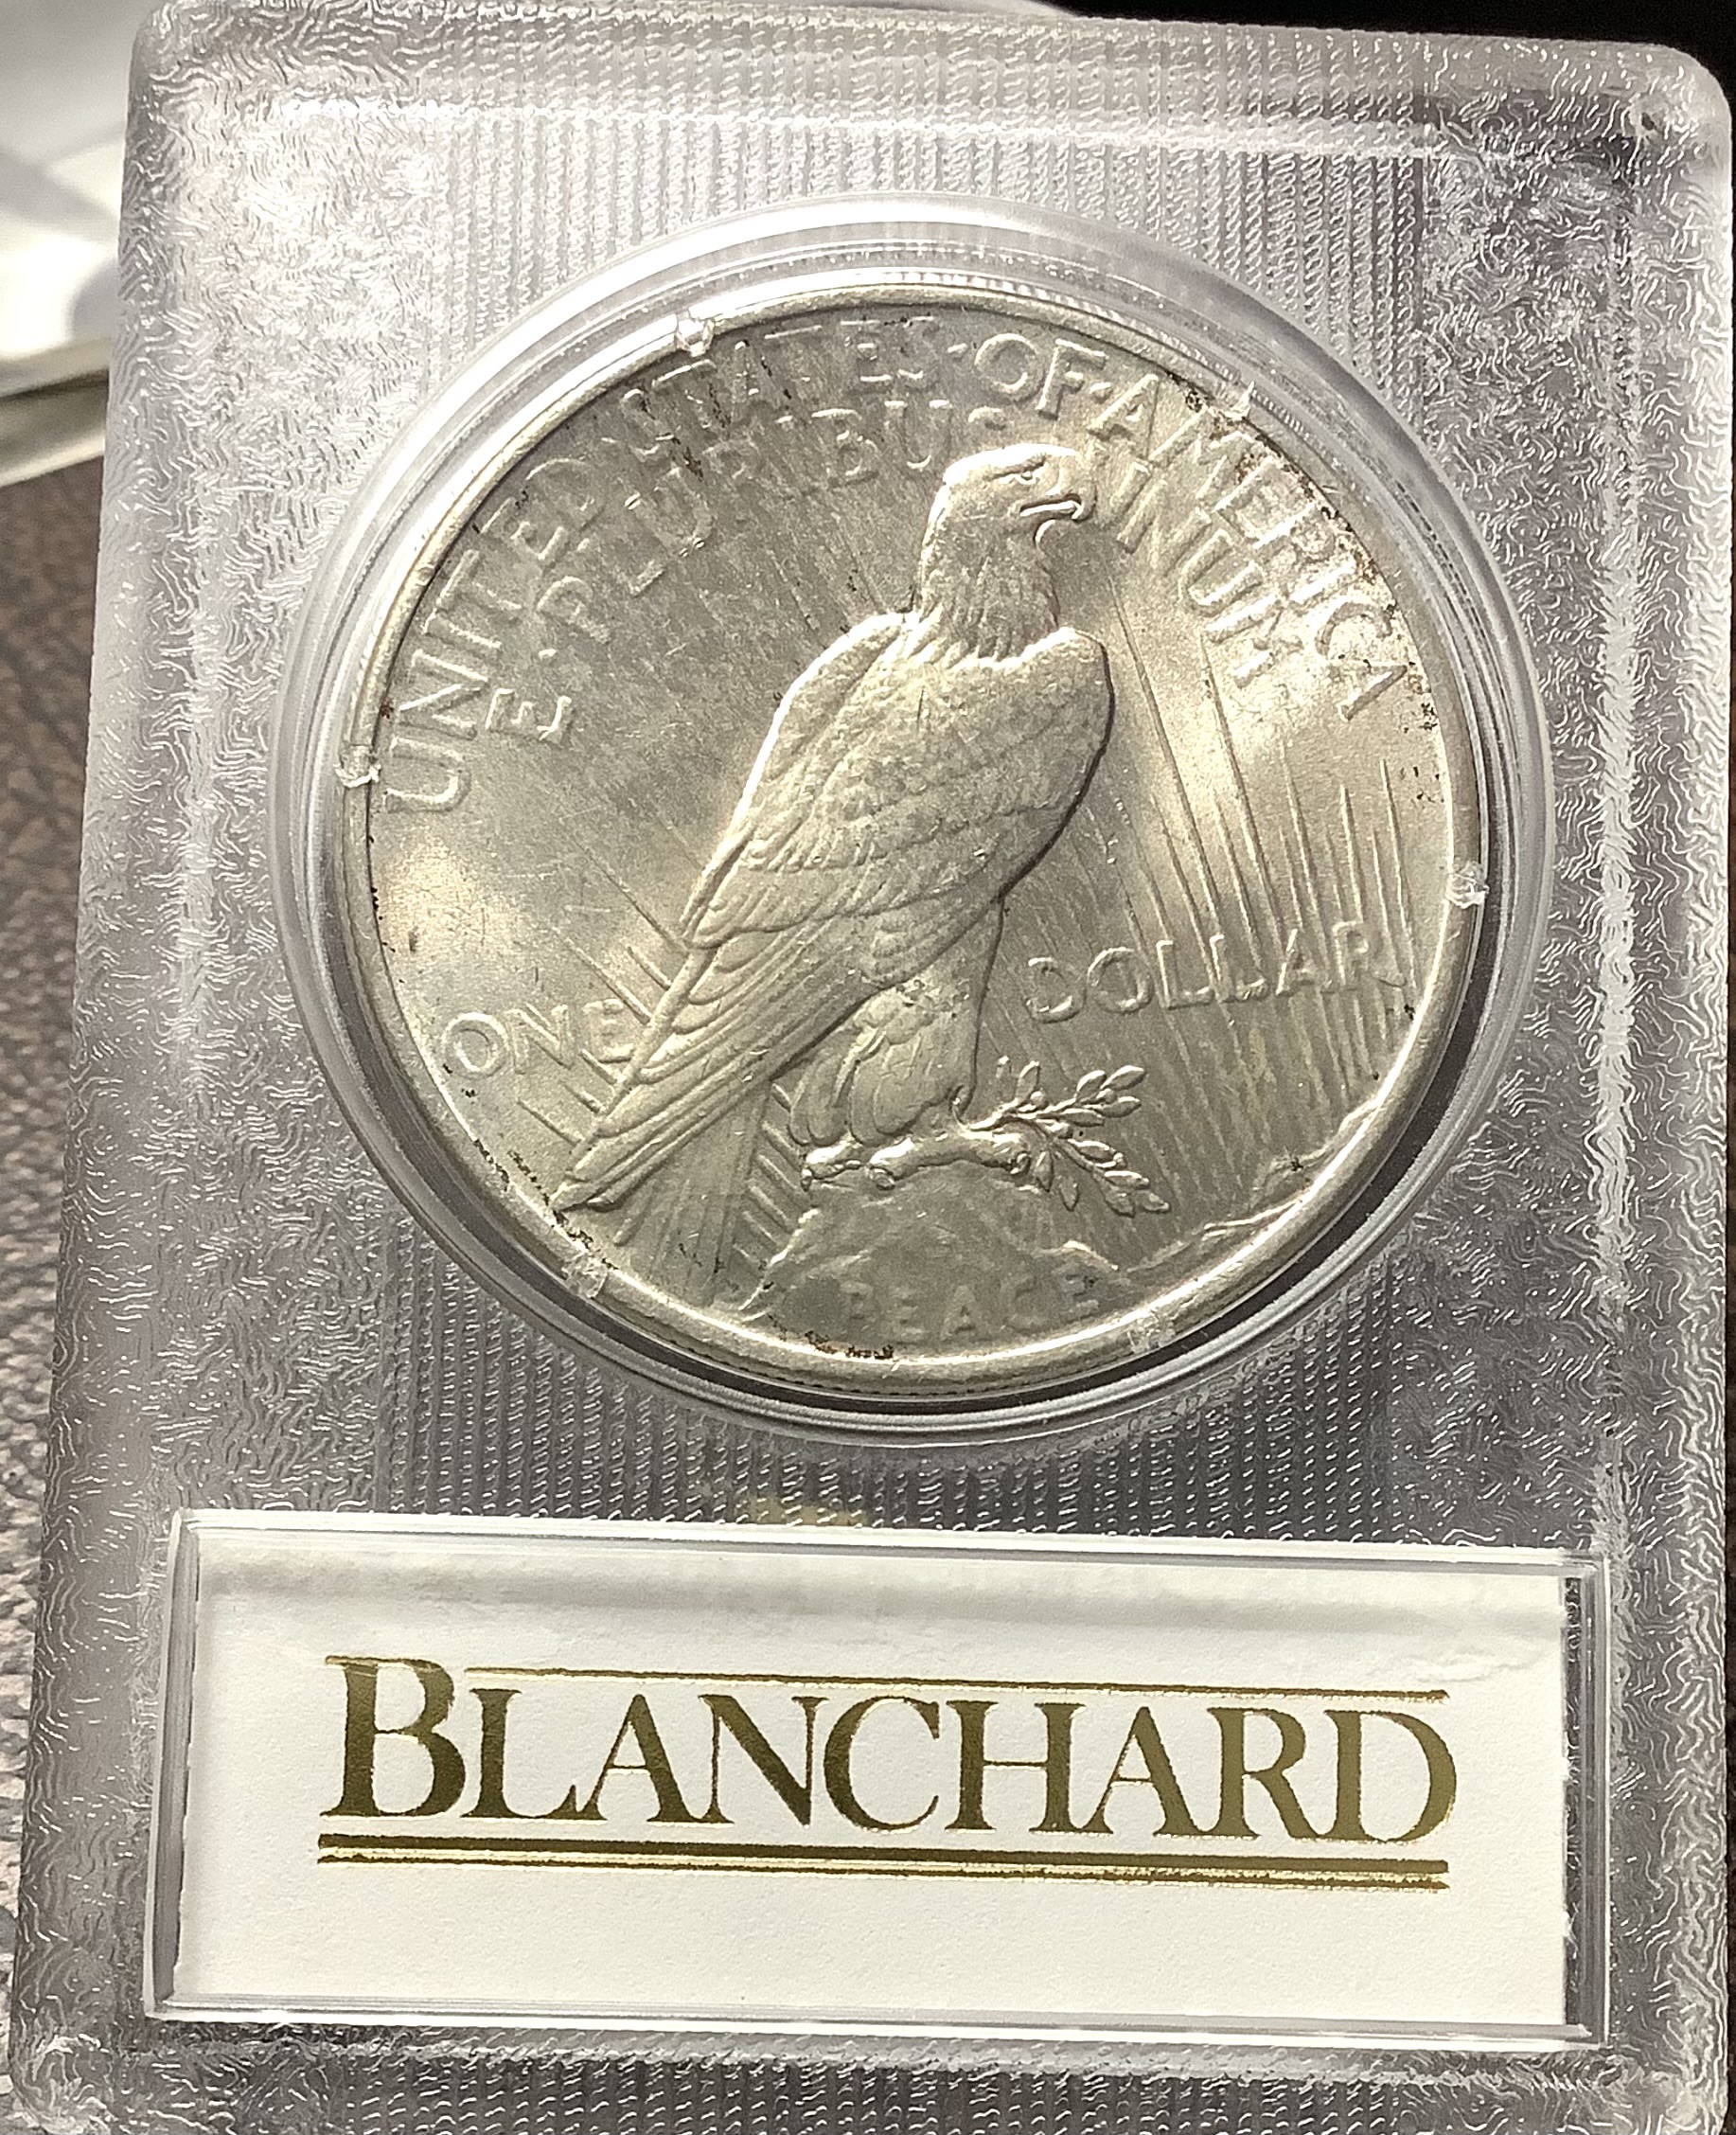 UNITED·STATES·OF·AMERICA
E·PLURIBUS UNUM
ONE DOLLAR
PEACE
BLANCHARD